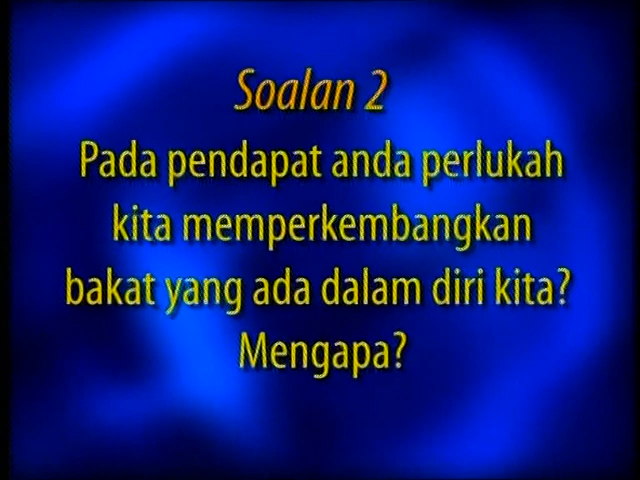 Soalan 2
Pada pendapat anda perlukah
kita memperkembangkan
bakat yang ada dalam diri kita?
Mengapa?